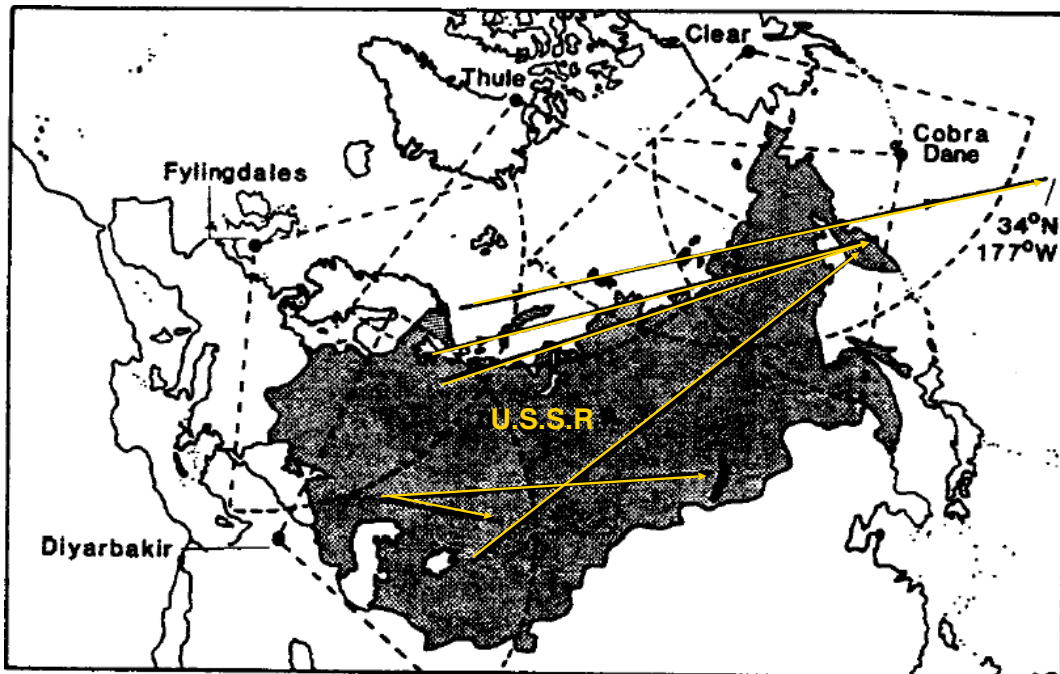 Clear
Thule
Cobra
Dane
Fylingdales
34°N
177°W
U.S.S.R
Diyarbakir